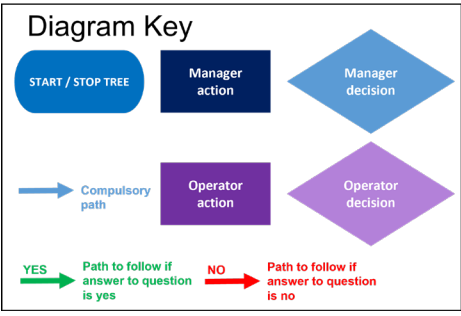 Diagram Key
START / STOP TREE
Manager
action
Manager
decision
Compulsory
path
Operator
action
Operator
decision
YES
Path to follow if
answer to question
is yes
NO
Path to follow if
answer to question
is no